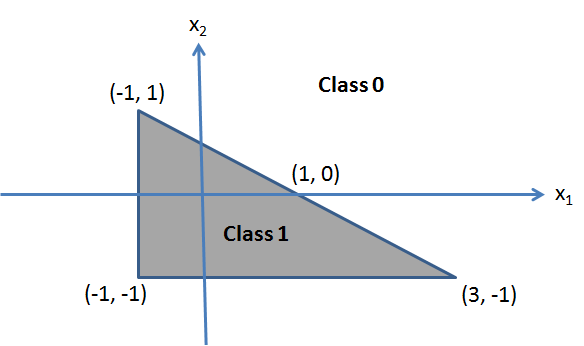 x₂
Class 0
(-1, 1)
(1, 0)
x₁
Class 1
(-1, -1)
(3, -1)